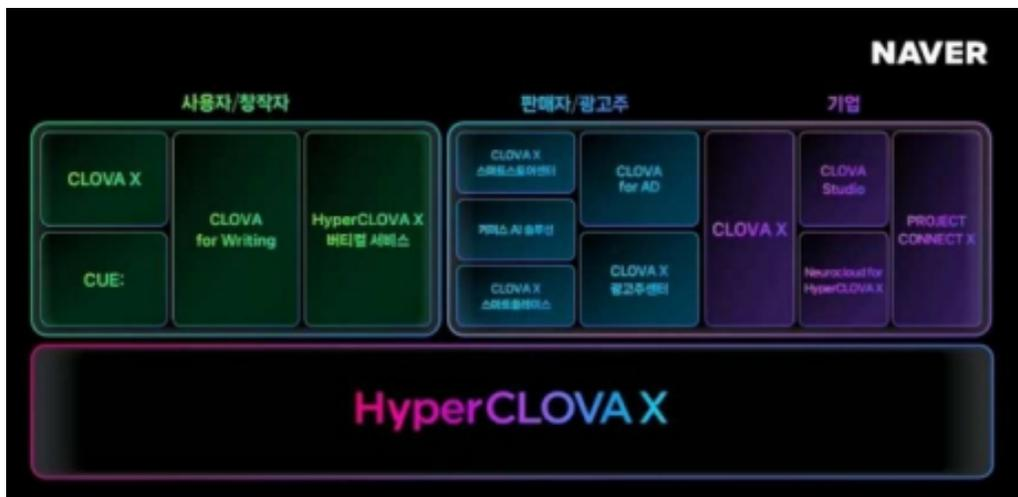 NAVER
사용자/창작자
판매자/광고주
기업
CLOVA X
CUE:
CLOVA
for Writing
HyperCLOVA X
버티컬 서비스
CLOVA X
스마트스토어센터
커머스 AI 솔루션
CLOVA X
스마트플레이스
CLOVA
for AD
CLOVA X
광고주센터
CLOVA X
CLOVA
Studio
Neurocloud for
HyperCLOVA X
PROJECT
CONNECT X
HyperCLOVA X